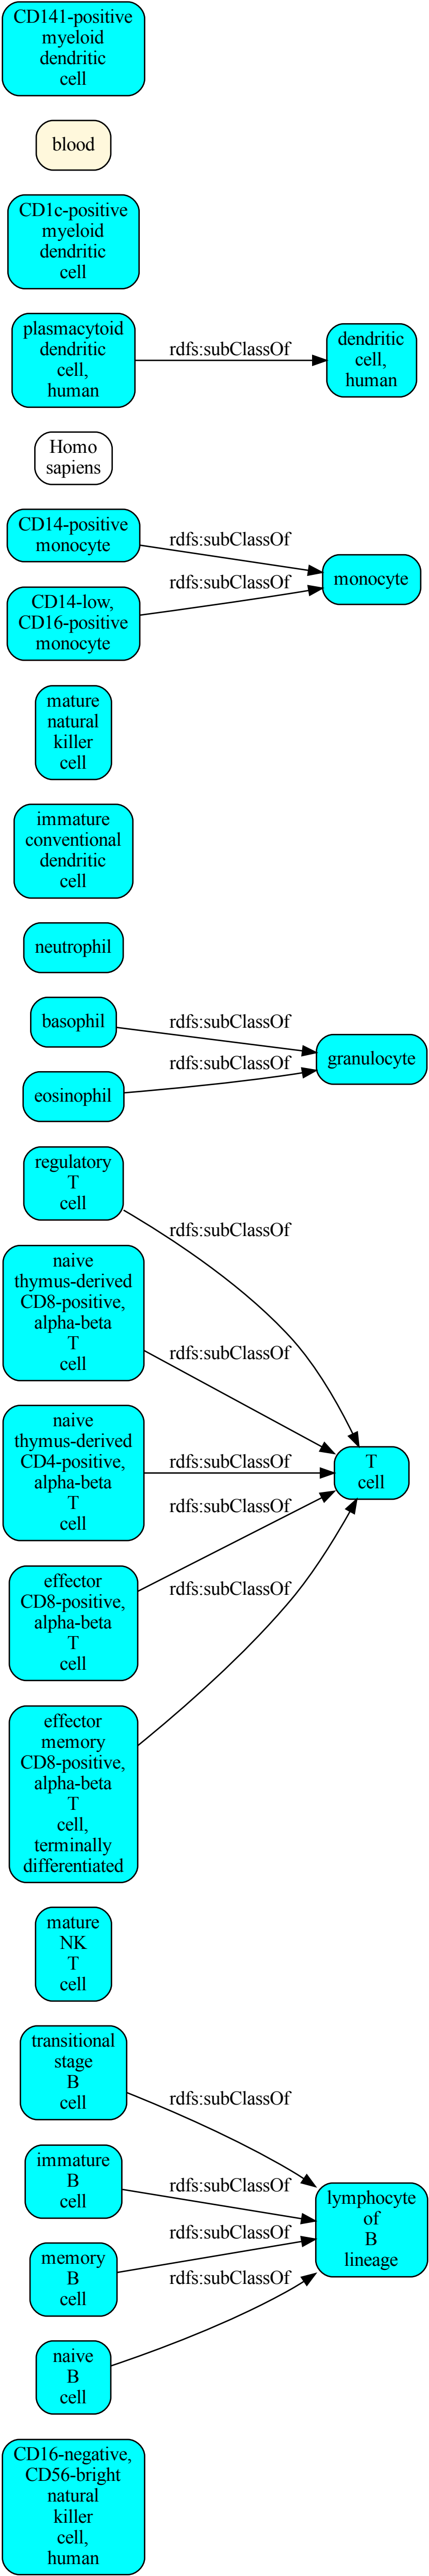 CD141-positive
myeloid
dendritic
cell
blood
CD1c-positive
myeloid
dendritic
cell
plasmacytoid
dendritic
cell,
human
rdfs:subClassOf
dendritic
cell,
human
Homo
sapiens
CD14-positive
monocyte
rdfs:subClassOf
CD14-low,
CD16-positive
monocyte
rdfs:subClassOf
monocyte
mature
natural
killer
cell
immature
conventional
dendritic
cell
neutrophil
basophil
rdfs:subClassOf
eosinophil
rdfs:subClassOf
granulocyte
regulatory
T
cell
rdfs:subClassOf
naive
thymus-derived
CD8-positive,
alpha-beta
T
cell
rdfs:subClassOf
naive
thymus-derived
CD4-positive,
alpha-beta
T
cell
rdfs:subClassOf
T
cell
effector
CD8-positive,
alpha-beta
T
cell
rdfs:subClassOf
effector
memory
CD8-positive,
alpha-beta
T
cell,
terminally
differentiated
rdfs:subClassOf
mature
NK
T
cell
transitional
stage
B
cell
rdfs:subClassOf
immature
B
cell
rdfs:subClassOf
lymphocyte
of
B
lineage
memory
B
cell
rdfs:subClassOf
naive
B
cell
rdfs:subClassOf
CD16-negative,
CD56-bright
natural
killer
cell,
human